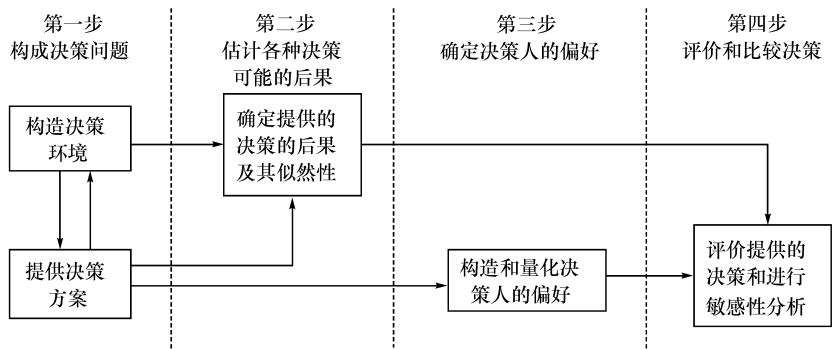 第一步
构成决策问题
第二步
估计各种决策
可能的后果
第三步
确定决策人的偏好
第四步
评价和比较决策
构造决策
环境
确定提供的
决策的后果
及其似然性
提供决策
方案
构造和量化决
策人的偏好
评价提供的
决策和进行
敏感性分析